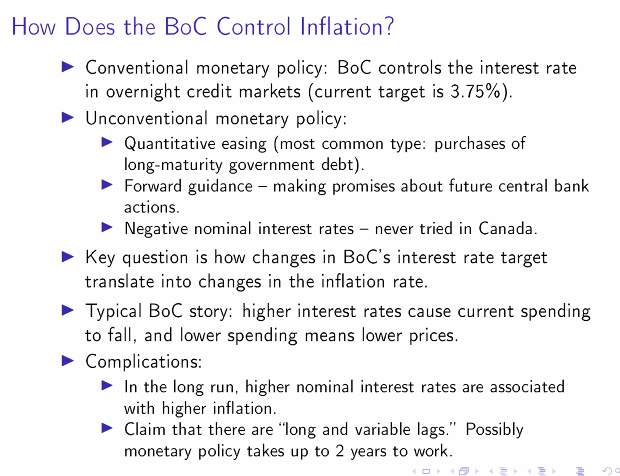 How Does the BoC Control Inflation?
Conventional monetary policy: BoC controls the interest rate
in overnight credit markets (current target is 3.75%).
Unconventional monetary policy:
Quantitative easing (most common type: purchases of
long-maturity government debt).
Forward guidance – making promises about future central bank
actions.
Negative nominal interest rates – never tried in Canada.
Key question is how changes in BoC's interest rate target
translate into changes in the inflation rate.
Typical BoC story: higher interest rates cause current spending
to fall, and lower spending means lower prices.
Complications:
In the long run, higher nominal interest rates are associated
with higher inflation.
Claim that there are “long and variable lags.” Possibly
monetary policy takes up to 2 years to work.